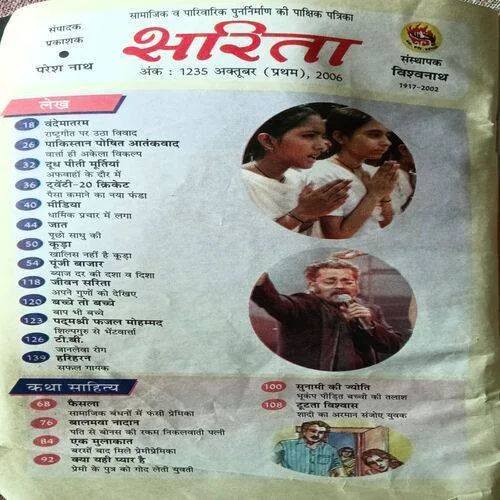 सामाजिक व पारिवारिक पुनर्निर्माण की पाक्षिक पत्रिका
संपादक
प्रकाशक
परेश नाथ
सरिता
अंक : 1235 अक्तूबर (प्रथम), 2006
संस्थापक
विश्वनाथ
1917-2002
लेख
18 वंदेमातरम
राष्ट्रगीत पर उठा विवाद
26 पाकिस्तान पोषित आतंकवाद
वार्ता ही अकेला विकल्प
32 दूध पीती मूर्तियां
अफवाहों के दौर में
36 ट्वेंटी-20 क्रिकेट
पैसा कमाने का नया फंडा
40 मीडिया
धार्मिक प्रचार में लगा
44 जात
पूछो साधु की
50 कूड़ा
खालिस नहीं है कूड़ा
54 पूंजी बाजार
ब्याज दर की दशा व दिशा
118 जीवन सरिता
अपने गुणों को देखिए
120 बच्चे तो बच्चे
बाप भी बच्चे
123 पद्मश्री फजल मोहम्मद
शिल्पगुरु से भेंटवार्ता
126 टी.बी.
जानलेवा रोग
139 हरिहरन
सफल गायक
कथा साहित्य
68 फैसला
सामाजिक बंधनों में फंसी प्रेमिका
76 बालमवा नादान
पति से बोनस की रकम निकलवाती पत्नी
84 एक मुलाकात
बरसों बाद मिले प्रेमीप्रेमिका
92 क्या यही प्यार है
प्रेमी के पुत्र को गोद लेती युवती
100 सुनामी की ज्योति
भूकंप पीड़ित बच्ची की तलाश
108 टूटता विश्वास
शादी का अरमान संजोए युवक